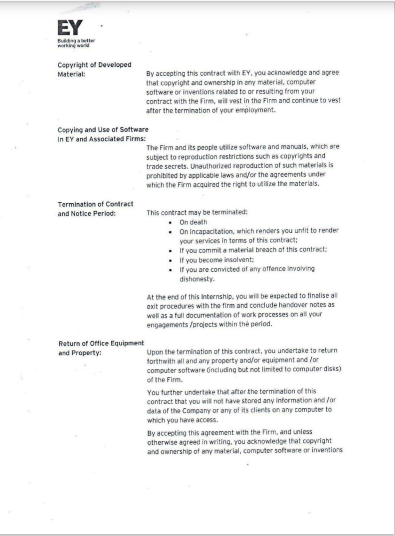 EY
Building a better
working world
Copyright of Developed
Material:
By accepting this contract with EY, you acknowledge and agree
that copyright and ownership in any material, computer
software or inventions related to or resulting from your
contract with the Firm, will vest in the Firm and continue to vest
after the termination of your employment.
Copying and Use of Software
in EY and Associated Firms:
The Firm and its people utilize software and manuals, which are
subject to reproduction restrictions such as copyrights and
trade secrets. Unauthorized reproduction of such materials is
prohibited by applicable laws and/or the agreements under
which the Firm acquired the right to utilize the materials.
Termination of Contract
and Notice Period:
This contract may be terminated:
• On death
• On incapacitation, which renders you unfit to render
your services in terms of this contract;
• If you commit a material breach of this contract;
• If you become insolvent;
• If you are convicted of any offence involving
dishonesty.
At the end of this Internship, you will be expected to finalise all
exit procedures with the firm and conclude handover notes as
well as a full documentation of work processes on all your
engagements /projects within the period.
Return of Office Equipment
and Property:
Upon the termination of this contract, you undertake to return
forthwith all and any property and/or equipment and /or
computer software (including but not limited to computer disks)
of the Firm.
You further undertake that after the termination of this
contract that you will not have stored any information and /or
data of the Company or any of its clients on any computer to
which you have access.
By accepting this agreement with the Firm, and unless
otherwise agreed in writing, you acknowledge that copyright
and ownership of any material, computer software or inventions